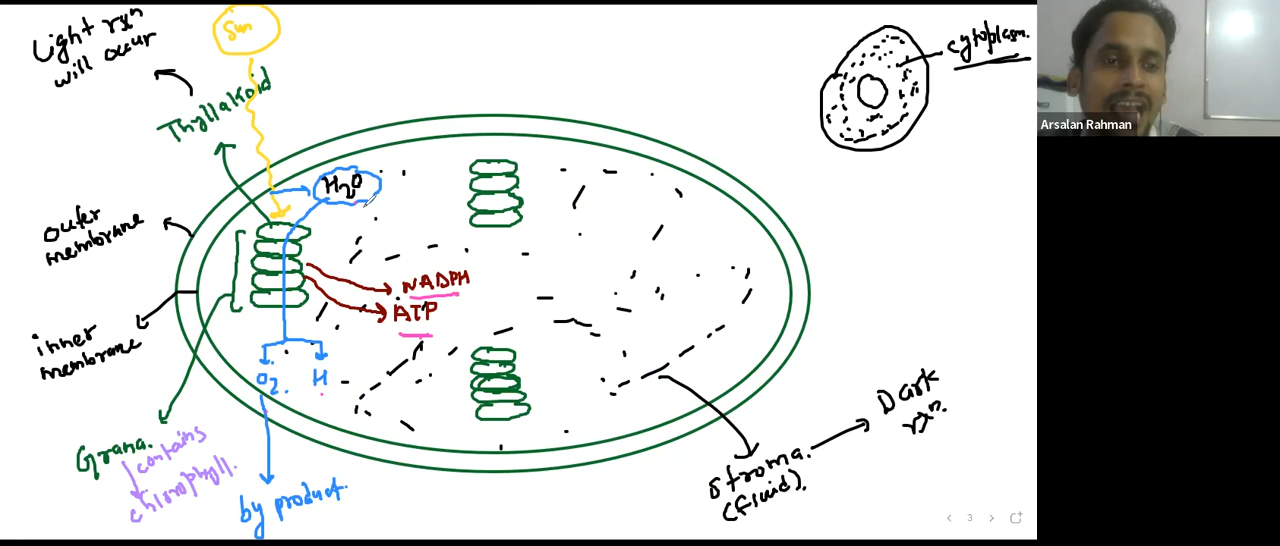 Light rxn
will occur
Sun
Thyllakoid
cytoplasm.
Arsalan Rahman
H2O
outer
membrane
NADPH
ATP
inner
membrane
O2.
H
Dark
rxn.
Grana.
contains
chlorophyll.
by product.
stroma.
(fluid).
3